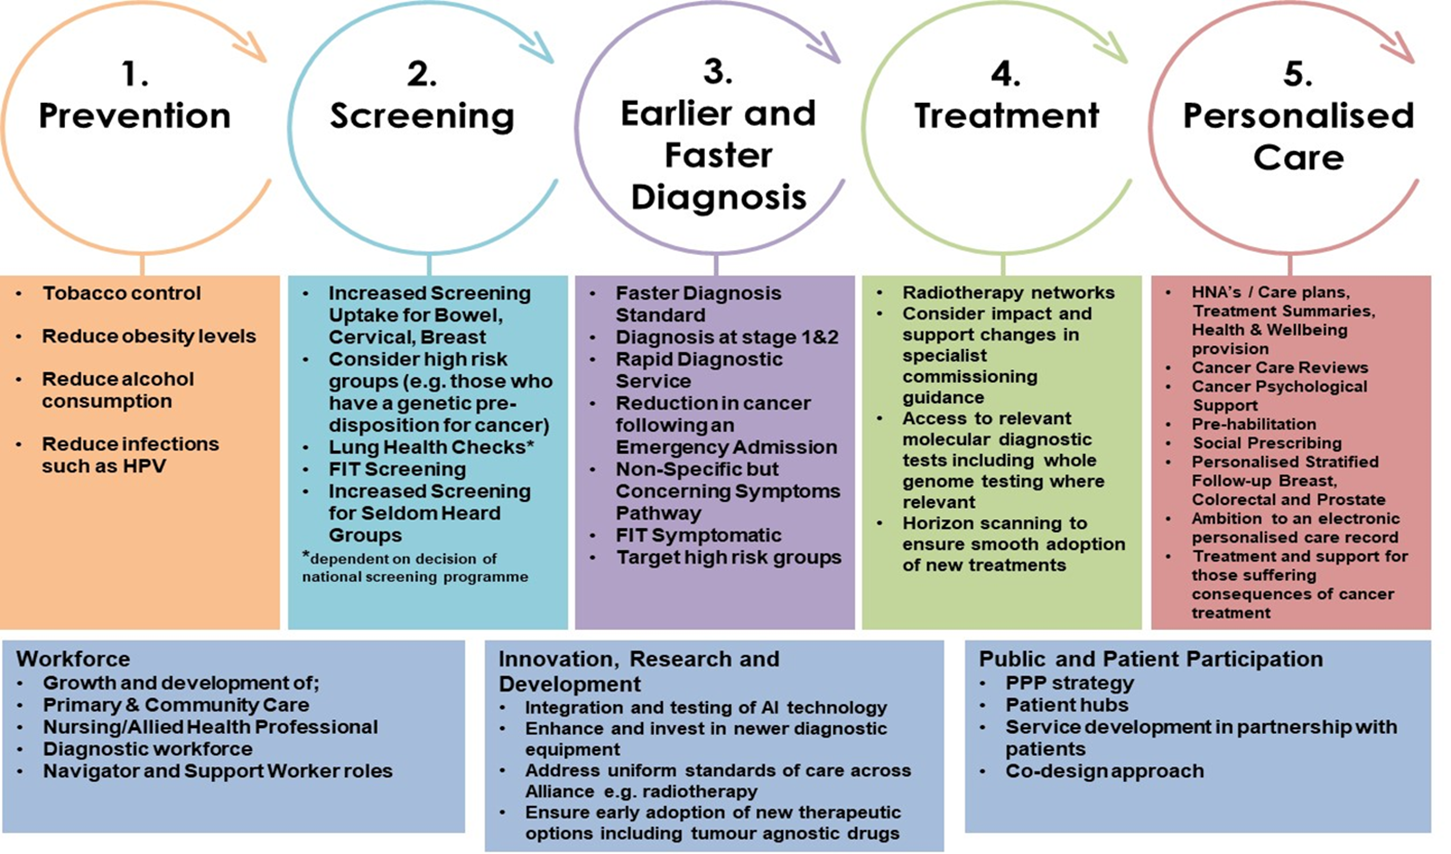 1.
Prevention
2.
Screening
3.
Earlier and
Faster
Diagnosis
4.
Treatment
5.
Personalised
Care
• Tobacco control
• Reduce obesity levels
• Reduce alcohol
consumption
• Reduce infections
such as HPV
• Increased Screening
Uptake for Bowel,
Cervical, Breast
• Consider high risk
groups (e.g. those who
have a genetic pre-
disposition for cancer)
• Lung Health Checks*
• FIT Screening
• Increased Screening
for Seldom Heard
Groups
*dependent on decision of
national screening programme
• Faster Diagnosis
Standard
• Diagnosis at stage 1&2
• Rapid Diagnostic
Service
• Reduction in cancer
following an
Emergency Admission
• Non-Specific but
Concerning Symptoms
Pathway
• FIT Symptomatic
• Target high risk groups
• Radiotherapy networks
• Consider impact and
support changes in
specialist
commissioning
guidance
• Access to relevant
molecular diagnostic
tests including whole
genome testing where
relevant
• Horizon scanning to
ensure smooth adoption
of new treatments
• HNA's / Care plans,
Treatment Summaries,
Health & Wellbeing
provision
• Cancer Care Reviews
• Cancer Psychological
Support
• Pre-habilitation
• Social Prescribing
• Personalised Stratified
Follow-up Breast,
Colorectal and Prostate
• Ambition to an electronic
personalised care record
• Treatment and support for
those suffering
consequences of cancer
treatment
Workforce
• Growth and development of;
• Primary & Community Care
• Nursing/Allied Health Professional
• Diagnostic workforce
• Navigator and Support Worker roles
Innovation, Research and
Development
• Integration and testing of AI technology
• Enhance and invest in newer diagnostic
equipment
• Address uniform standards of care across
Alliance e.g. radiotherapy
• Ensure early adoption of new therapeutic
options including tumour agnostic drugs
Public and Patient Participation
• PPP strategy
• Patient hubs
• Service development in partnership with
patients
• Co-design approach